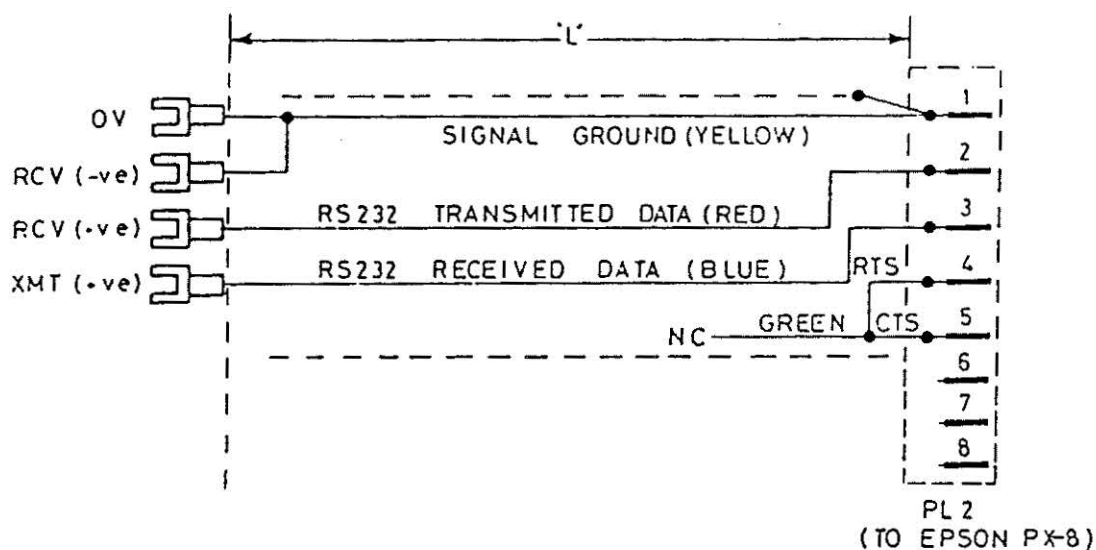 'L'
0V
RCV (-ve)
RCV (+ve)
XMT (+ve)
SIGNAL GROUND (YELLOW)
RS232 TRANSMITTED DATA (RED)
RS232 RECEIVED DATA (BLUE)
RTS
NC
GREEN
CTS
1
2
3
4
5
6
7
8
PL 2
(TO EPSON PX-8)